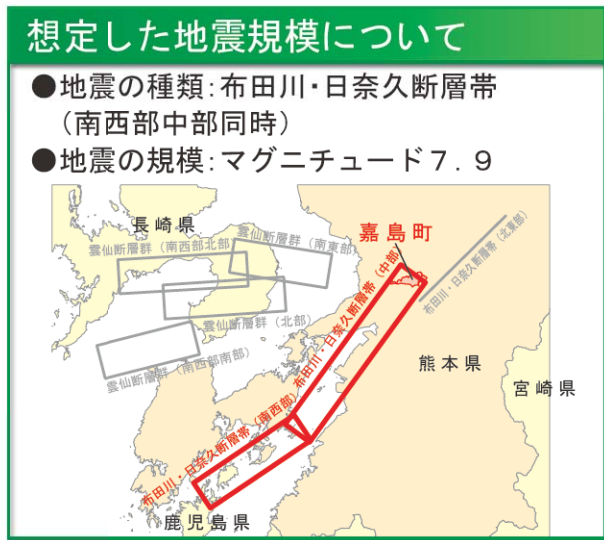 想定した地震規模について
●地震の種類：布田川・日奈久断層帯
（南西部中部同時）
●地震の規模：マグニチュード７．９
長崎県
雲仙断層群（南西部北部）
雲仙断層群（南東部）
嘉島町
布田川・日奈久断層帯（北東部）
雲仙断層群（北部）
布田川・日奈久断層帯（中部）
雲仙断層群（南西部南部）
熊本県
宮崎県
布田川・日奈久断層帯（南西部）
鹿児島県